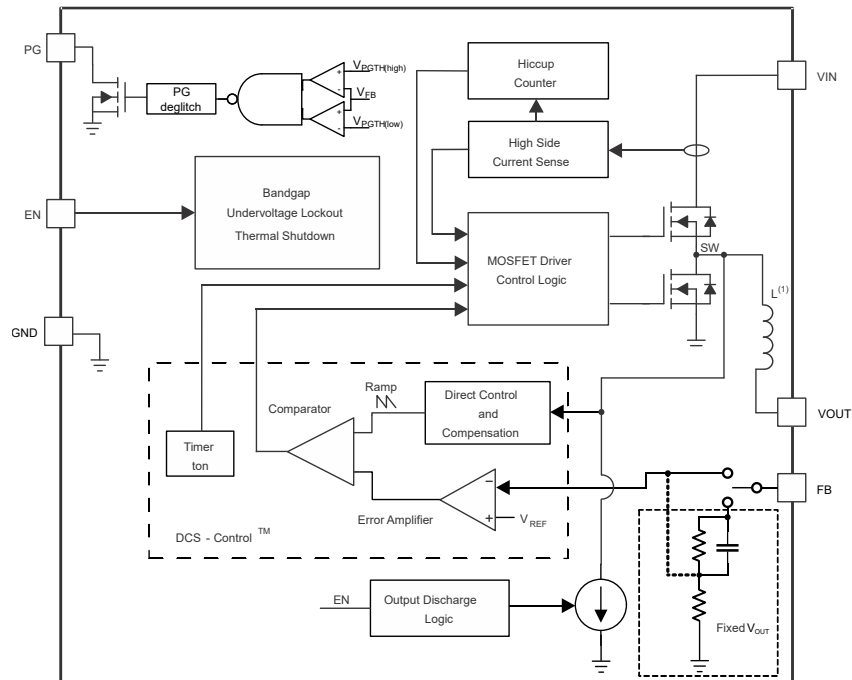 PG
PG
deglitch
VPGTH(high)
VFB
VPGTH(low)
Hiccup
Counter
VIN
High Side
Current Sense
EN
Bandgap
Undervoltage Lockout
Thermal Shutdown
MOSFET Driver
Control Logic
SW
L(1)
GND
Ramp
Comparator
Direct Control
and
Compensation
VOUT
Timer
ton
FB
Error Amplifier
VREF
DCS - Control TM
EN
Output Discharge
Logic
Fixed VOUT